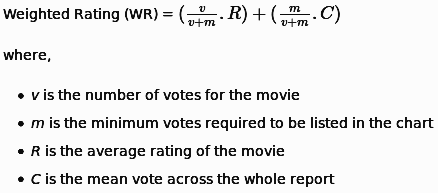 Weighted Rating (WR) = (v/v+m . R) + (m/v+m . C)
where,
• v is the number of votes for the movie
• m is the minimum votes required to be listed in the chart
• R is the average rating of the movie
• C is the mean vote across the whole report